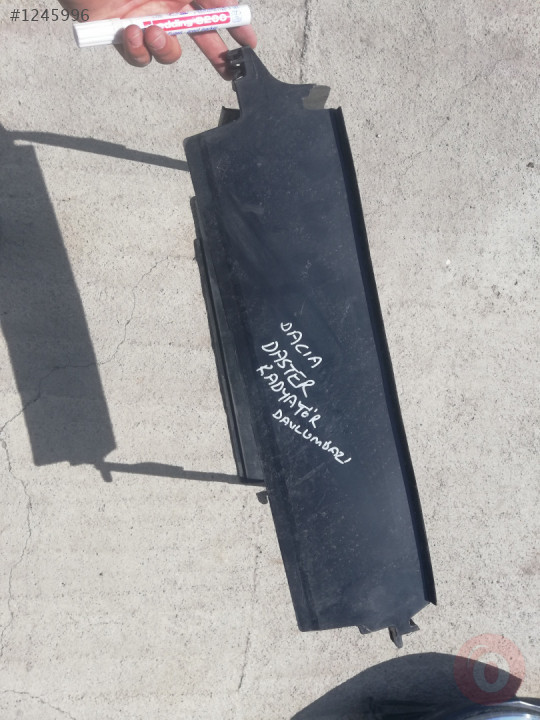 #1245996
edding 8200
DACIA
DASTER
RADYATÖR
DAVLUMBAZI